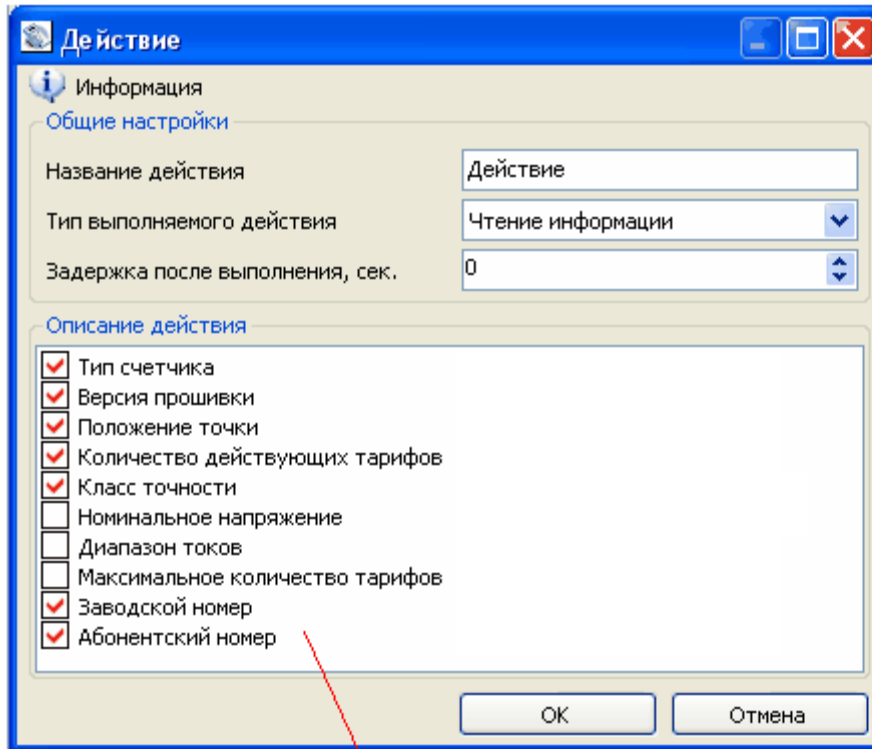 Действие
Информация
Общие настройки
Название действия Действие
Тип выполняемого действия Чтение информации
Задержка после выполнения, сек. 0
Описание действия
Тип счетчика
Версия прошивки
Положение точки
Количество действующих тарифов
Класс точности
Номинальное напряжение
Диапазон токов
Максимальное количество тарифов
Заводской номер
Абонентский номер
OK Отмена